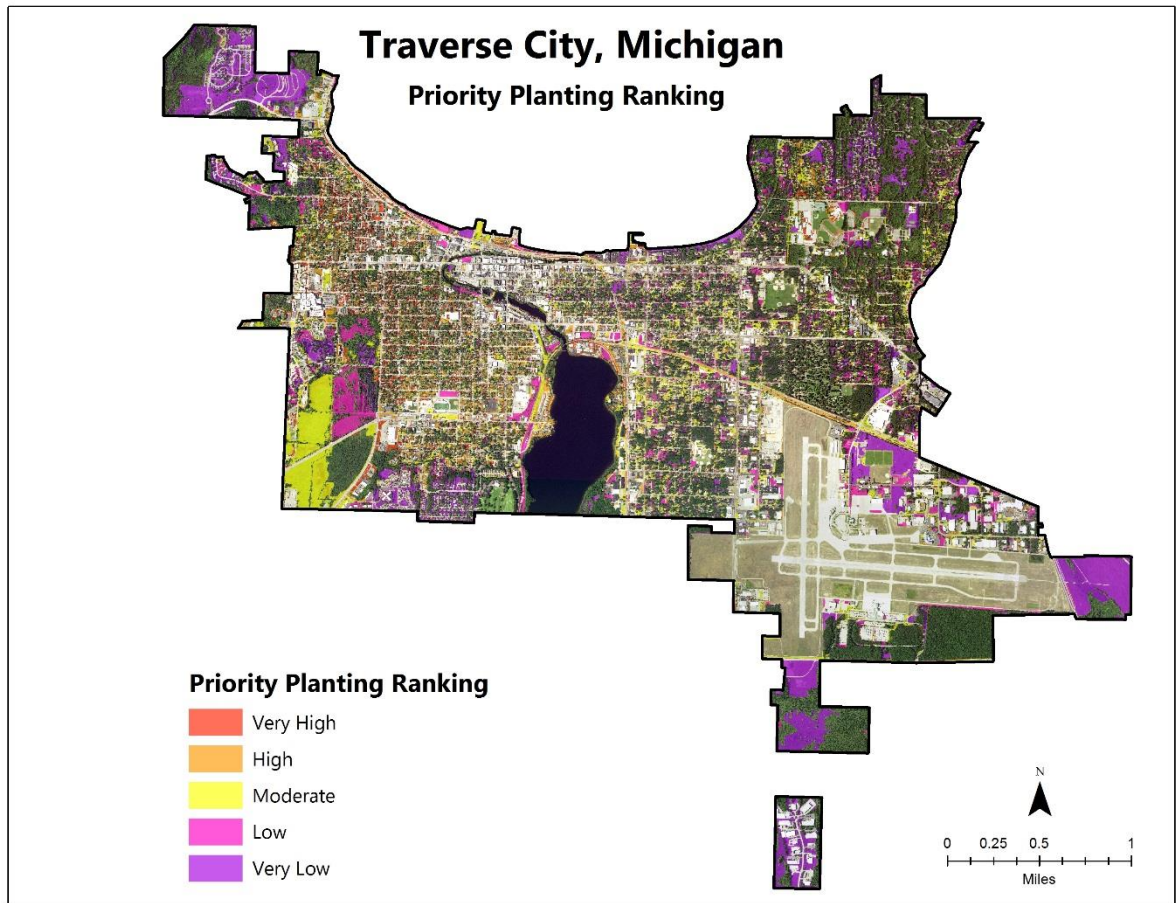 Traverse City, Michigan
Priority Planting Ranking
Priority Planting Ranking
Very High
High
Moderate
Low
Very Low
N
0 0.25 0.5 1
Miles